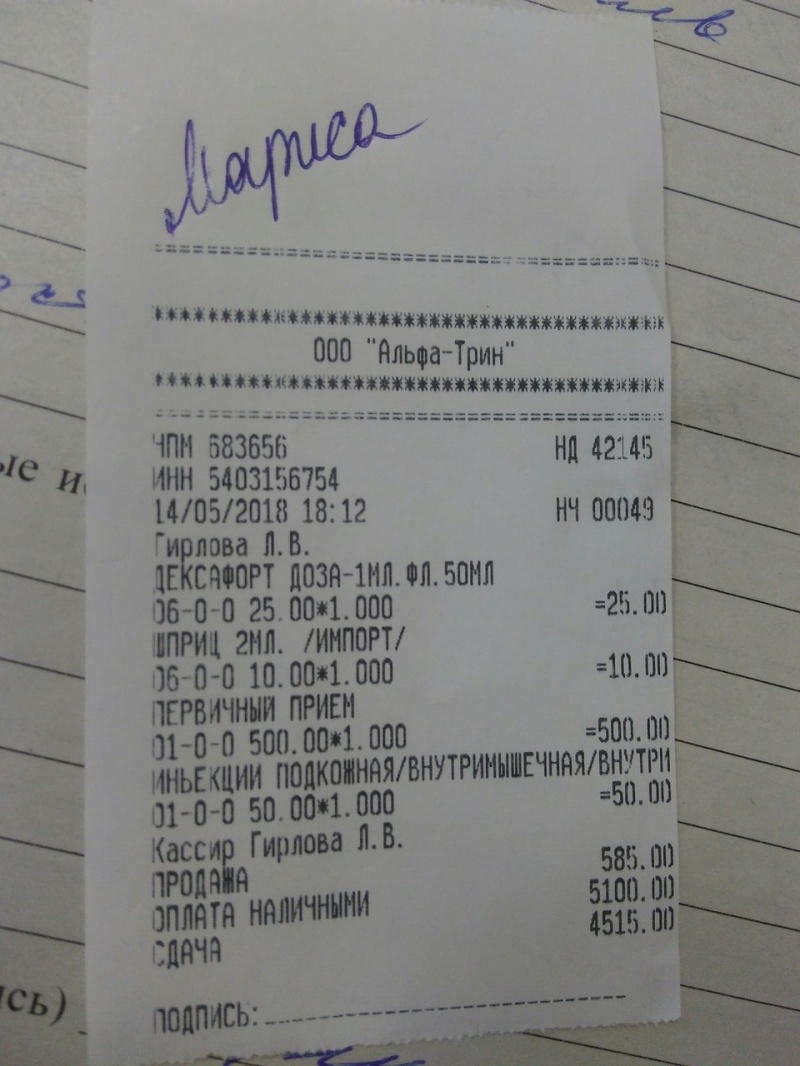 Мариса
ООО "Альфа-Трин"
ЧПМ 683656 НД 42145
ИНН 5403156754
14/05/2018 18:12 НЧ 00049
Гирлова Л.В.
ДЕКСАФОРТ ДОЗА-1МЛ.ФЛ.50МЛ
06-0-0 25.00*1.000 =25.00
ШПРИЦ 2МЛ. /ИМПОРТ/
06-0-0 10.00*1.000 =10.00
ПЕРВИЧНЫЙ ПРИЕМ
01-0-0 500.00*1.000 =500.00
ИНЬЕКЦИИ ПОДКОЖНАЯ/ВНУТРИМЫШЕЧНАЯ/ВНУТРИ
01-0-0 50.00*1.000 =50.00
Кассир Гирлова Л.В.
ПРОДАЖА 585.00
ОПЛАТА НАЛИЧНЫМИ 5100.00
СДАЧА 4515.00
ПОДПИСЬ: